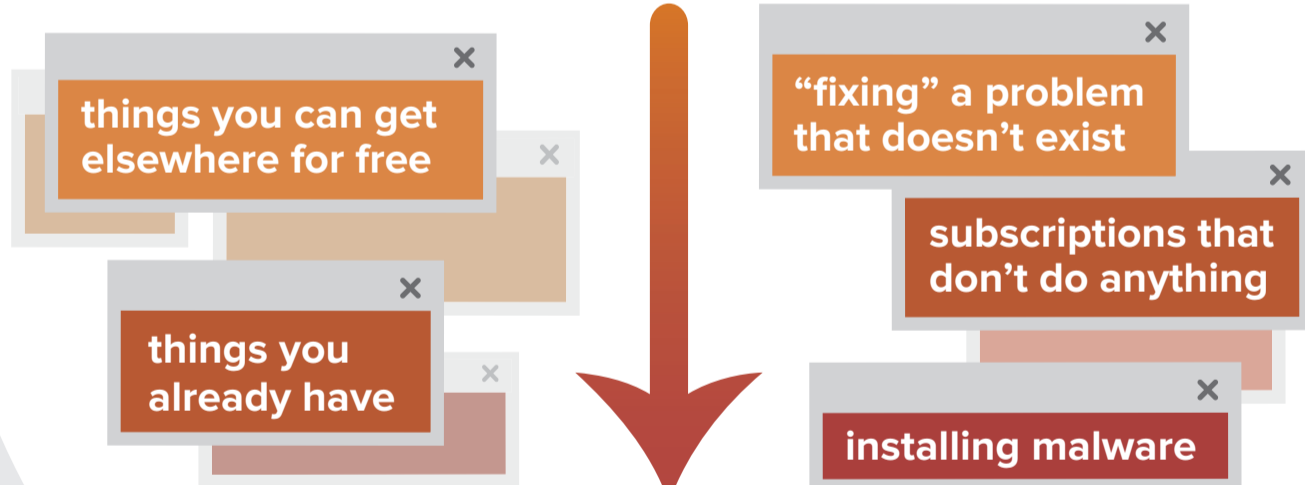 things you can get
elsewhere for free
things you
already have
“fixing” a problem
that doesn’t exist
subscriptions that
don’t do anything
installing malware